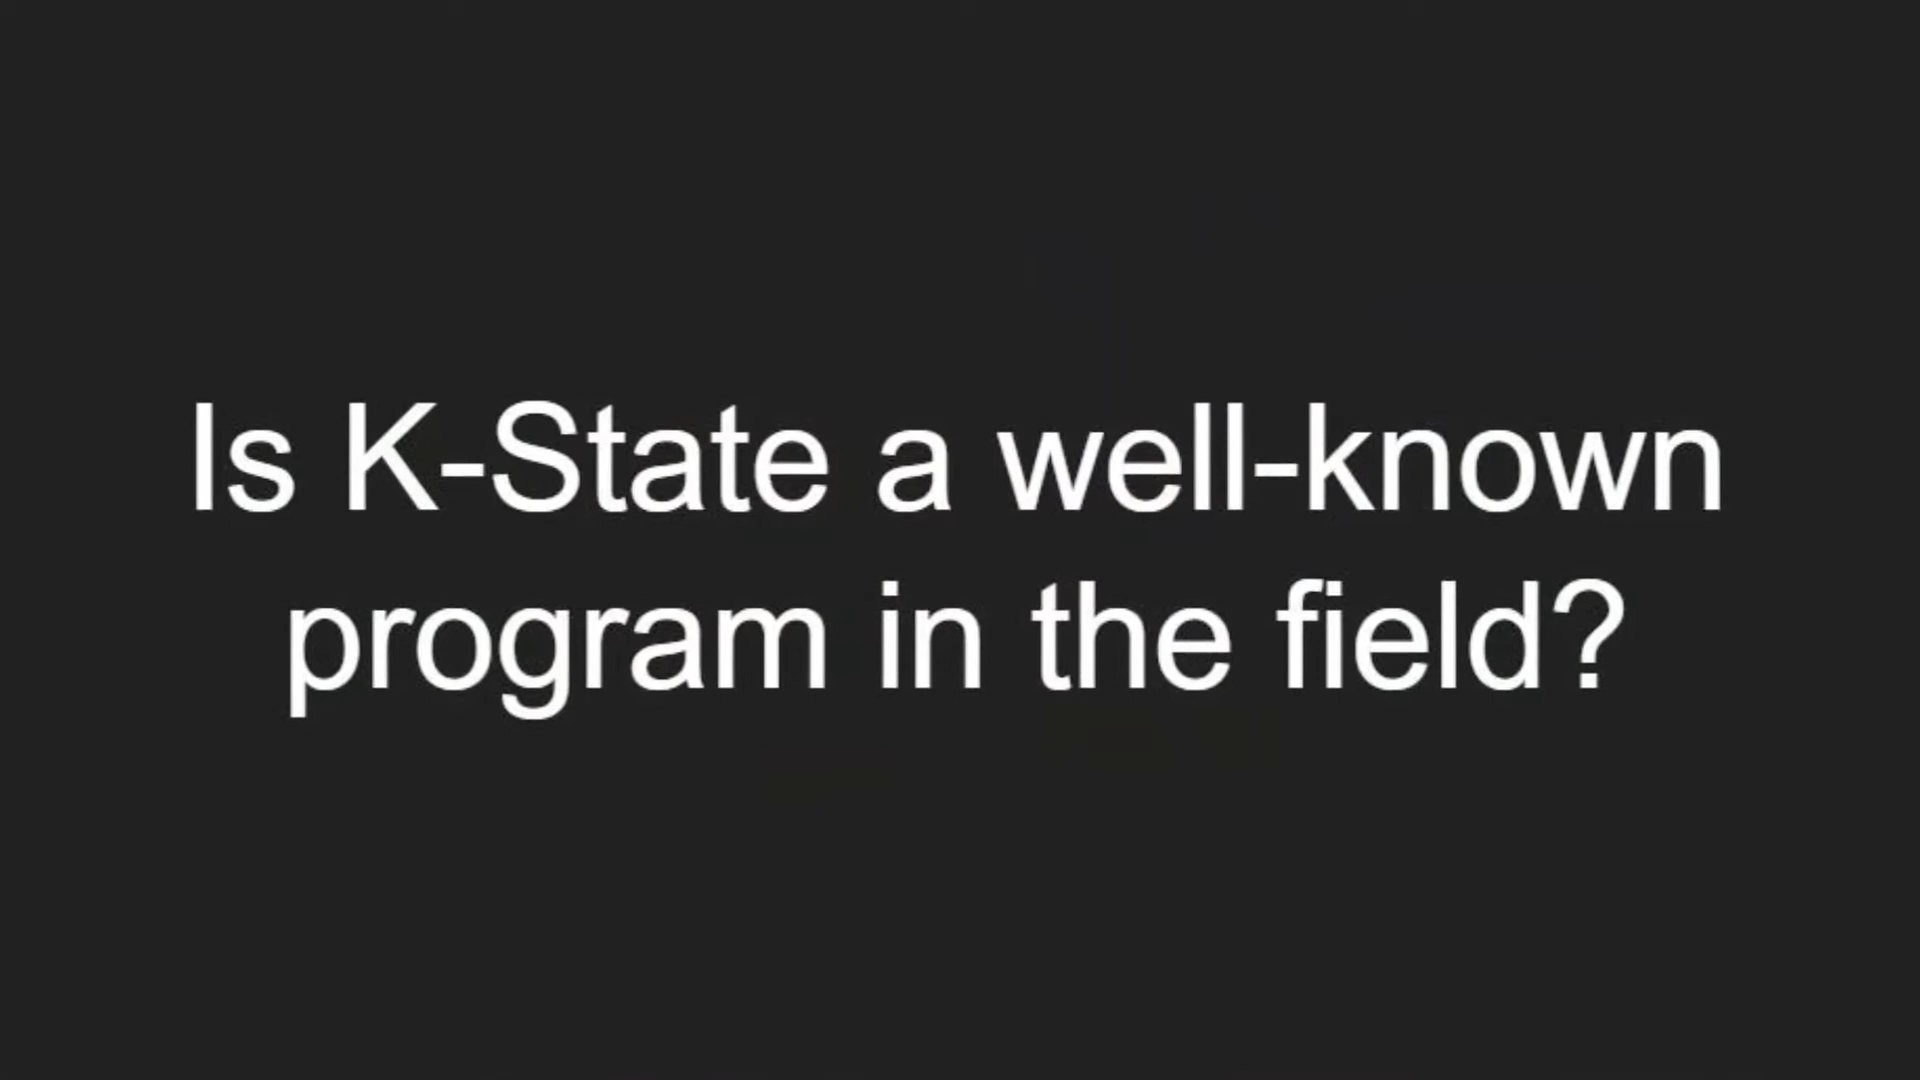 Is K-State a well-known
program in the field?